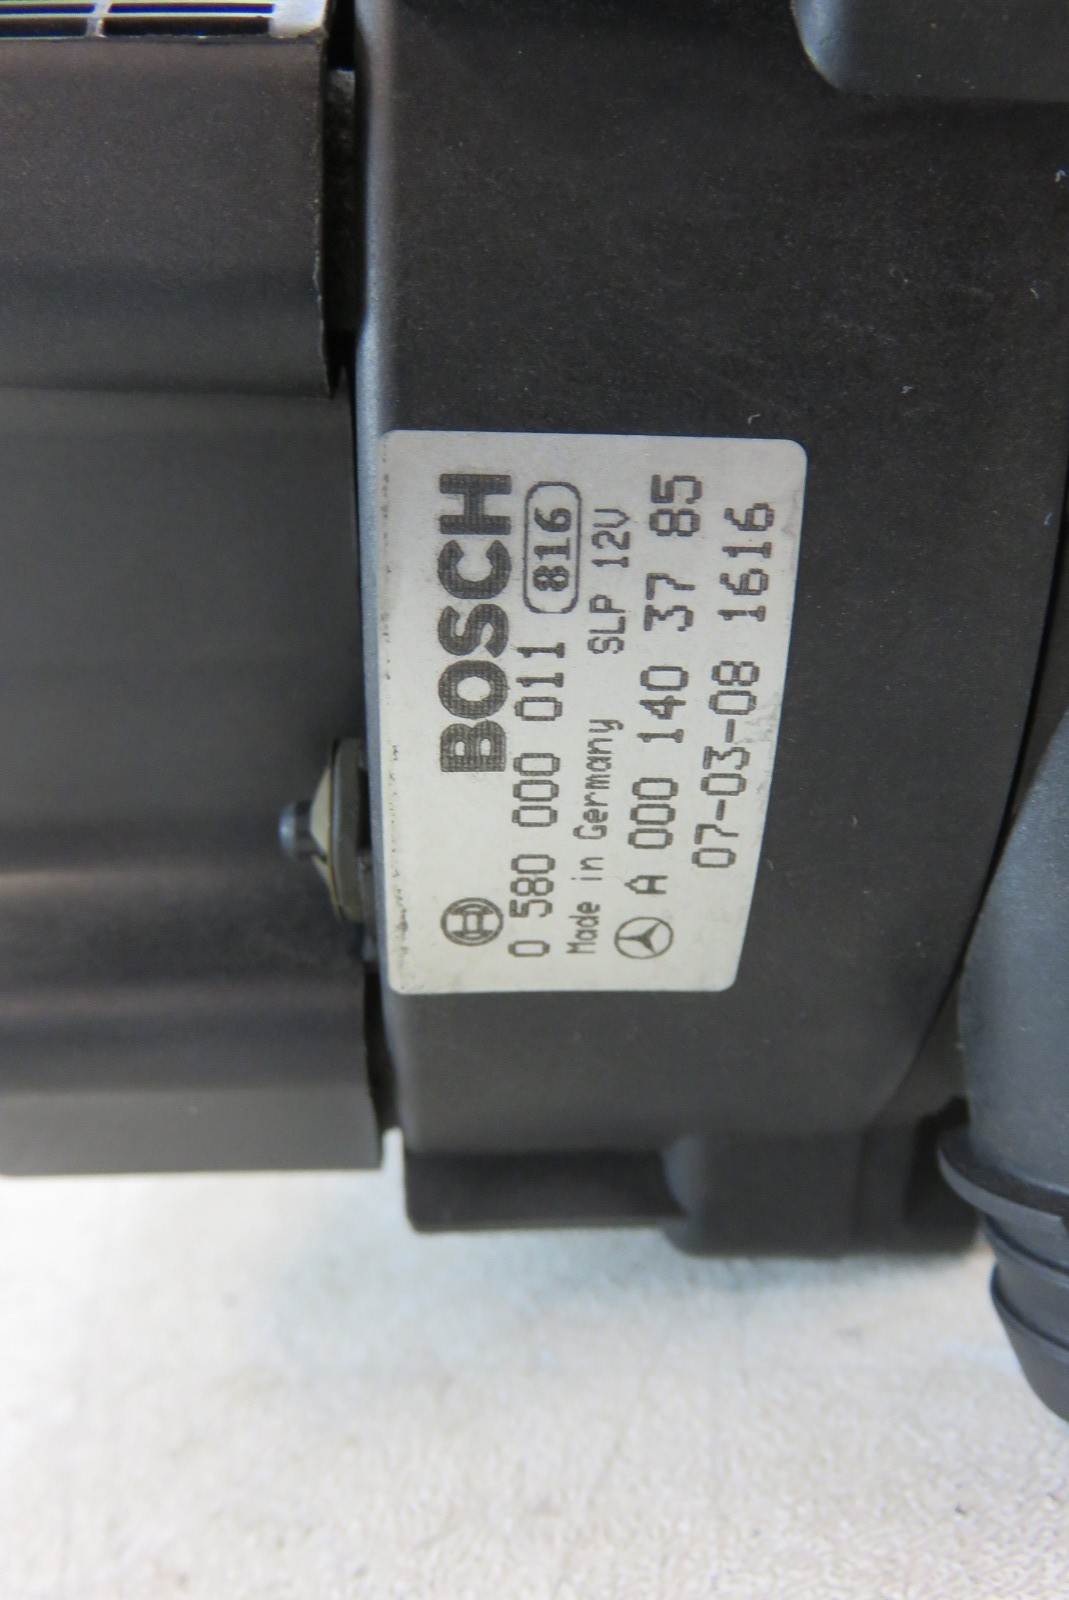 BOSCH
0 580 000 011 816
Made in Germany SLP 12V
A 000 140 37 85
07-03-08 1616